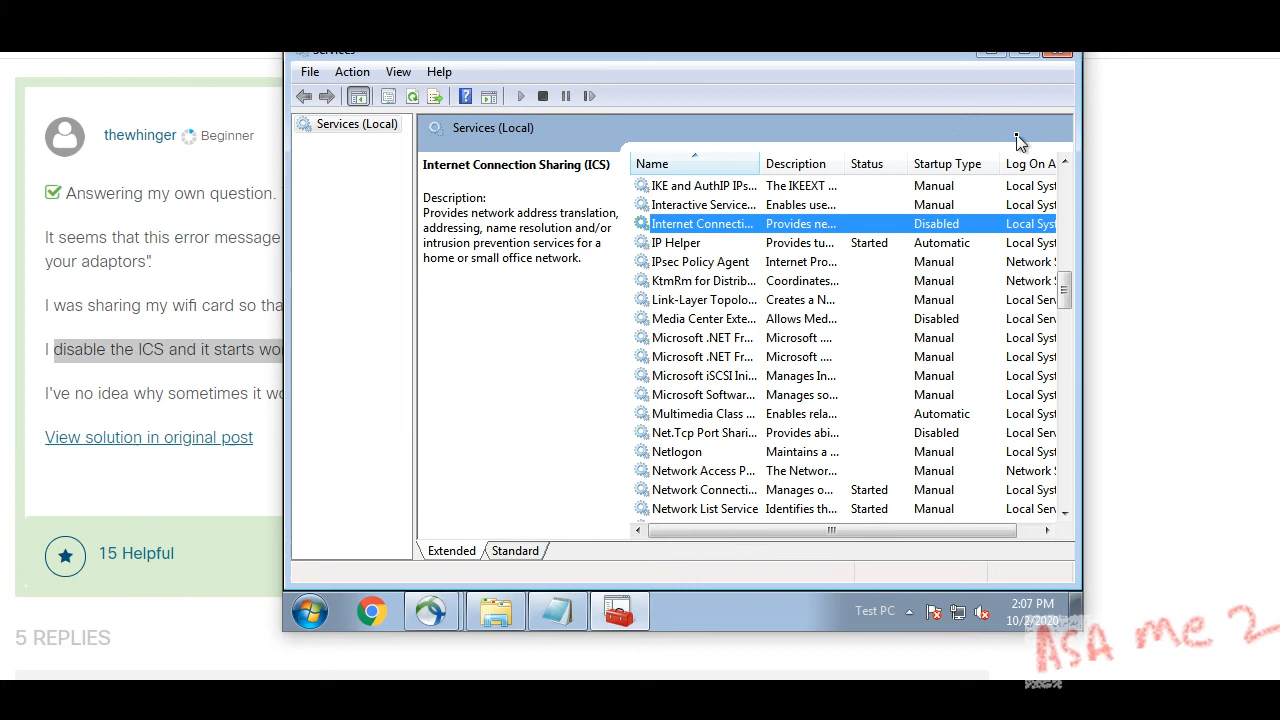 Services
File Action View Help
Services (Local)
Services (Local)
Internet Connection Sharing (ICS)
Description:
Provides network address translation,
addressing, name resolution and/or
intrusion prevention services for a
home or small office network.
Name Description Status Startup Type Log On A
IKE and AuthIP IPs... The IKEEXT ... Manual Local Syst
Interactive Service... Enables use... Manual Local Syst
Internet Connecti... Provides ne... Disabled Local Syst
IP Helper Provides tu... Started Automatic Local Syst
IPsec Policy Agent Internet Pro... Manual Network S
KtmRm for Distrib... Coordinates... Manual Network S
Link-Layer Topolo... Creates a N... Manual Local Serv
Media Center Exte... Allows Med... Disabled Local Serv
Microsoft .NET Fr... Microsoft .... Manual Local Syst
Microsoft .NET Fr... Microsoft .... Manual Local Syst
Microsoft iSCSI Ini... Manages In... Manual Local Syst
Microsoft Softwar... Manages so... Manual Local Syst
Multimedia Class ... Enables rela... Automatic Local Syst
Net.Tcp Port Shari... Provides abi... Disabled Local Serv
Netlogon Maintains a ... Manual Local Syst
Network Access P... The Networ... Manual Network S
Network Connecti... Manages o... Started Manual Local Syst
Network List Service Identifies th... Started Manual Local Serv
Extended Standard
Test PC 2:07 PM
10/2/2020
thewhinger Beginner
Answering my own question.
It seems that this error message
your adaptors".
I was sharing my wifi card so tha
I disable the ICS and it starts wo
I've no idea why sometimes it wo
View solution in original post
15 Helpful
5 REPLIES
ASA me 2